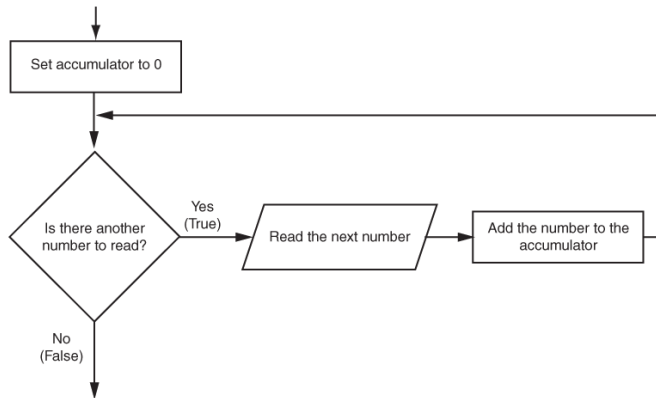 Set accumulator to 0
Is there another
number to read?
Yes
(True)
Read the next number
Add the number to the
accumulator
No
(False)